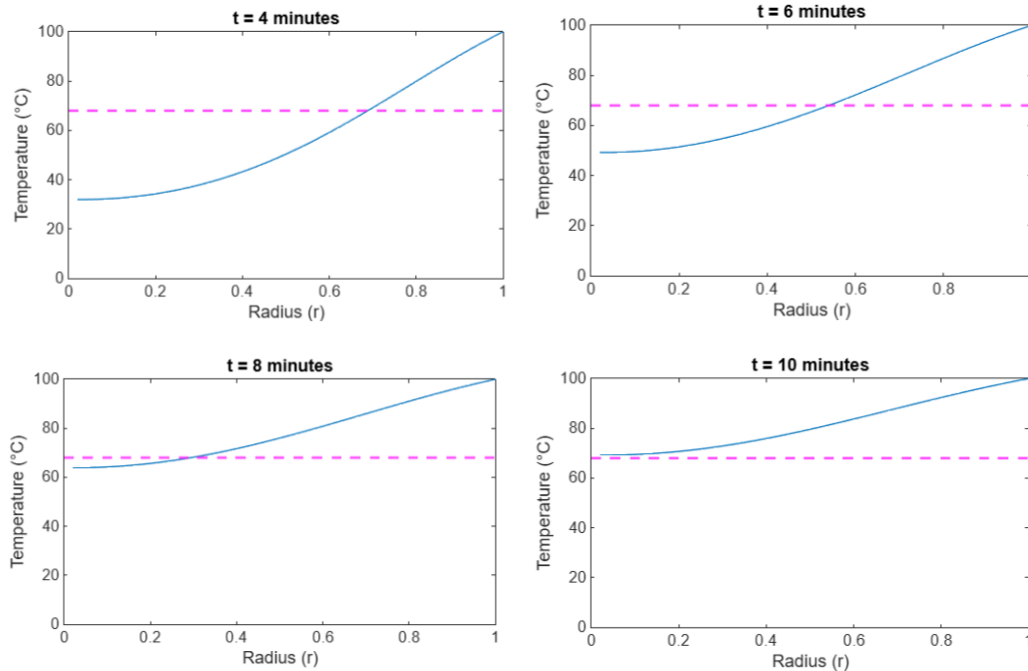 t = 4 minutes
Temperature (°C)
100
80
60
40
20
0
0 0.2 0.4 0.6 0.8 1
Radius (r)
t = 6 minutes
Temperature (°C)
100
80
60
40
20
0
0 0.2 0.4 0.6 0.8
Radius (r)
t = 8 minutes
Temperature (°C)
100
80
60
40
20
0
0 0.2 0.4 0.6 0.8 1
Radius (r)
t = 10 minutes
Temperature (°C)
100
80
60
40
20
0
0 0.2 0.4 0.6 0.8 1
Radius (r)